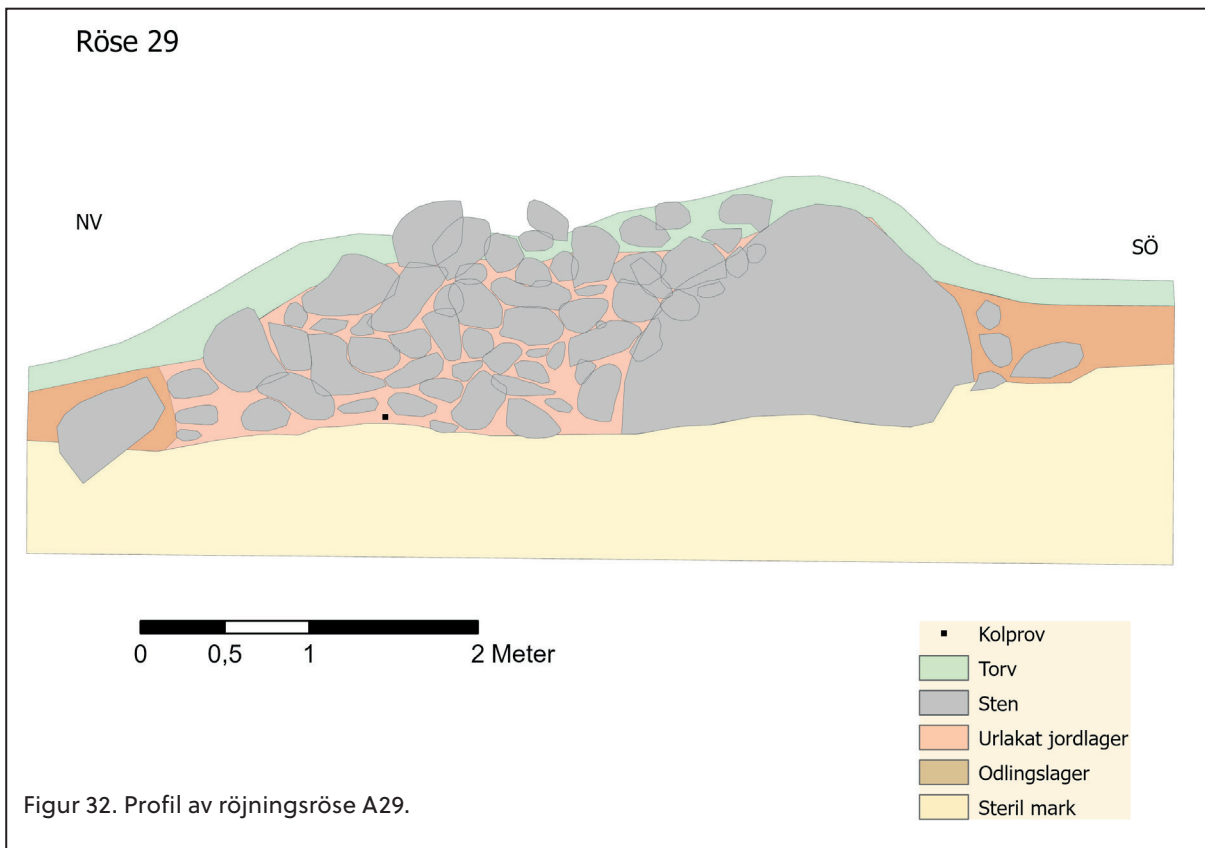 Röse 29
NV
SÖ
0 0,5 1 2 Meter
Kolprov
Torv
Sten
Urlakat jordlager
Odlingslager
Steril mark
Figur 32. Profil av röjningsröse A29.